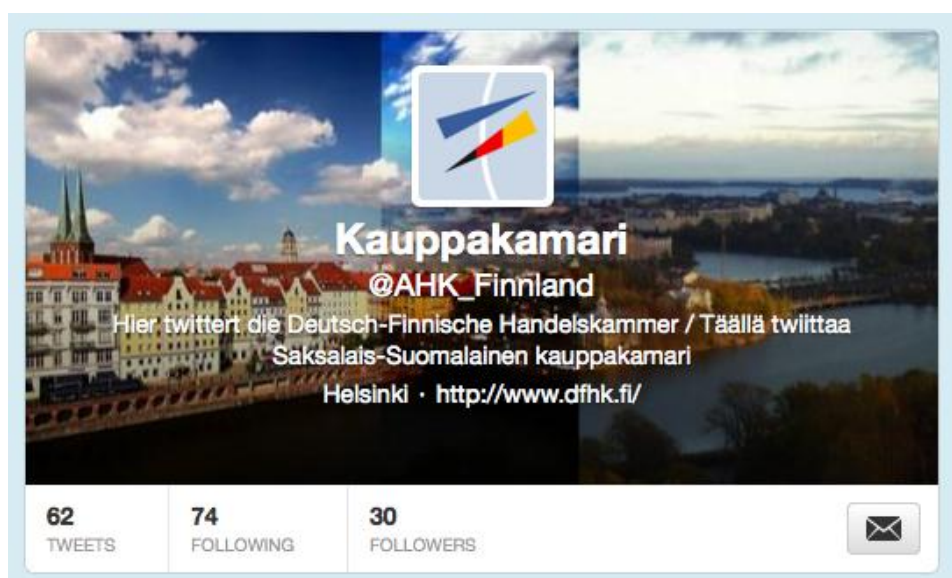 Kauppakamari
@AHK_Finnland
Hier twittert die Deutsch-Finnische Handelskammer / Täällä twiittaa
Saksalais-Suomalainen kauppakamari
Helsinki · http://www.dfhk.fi/
62 74 30
TWEETS FOLLOWING FOLLOWERS